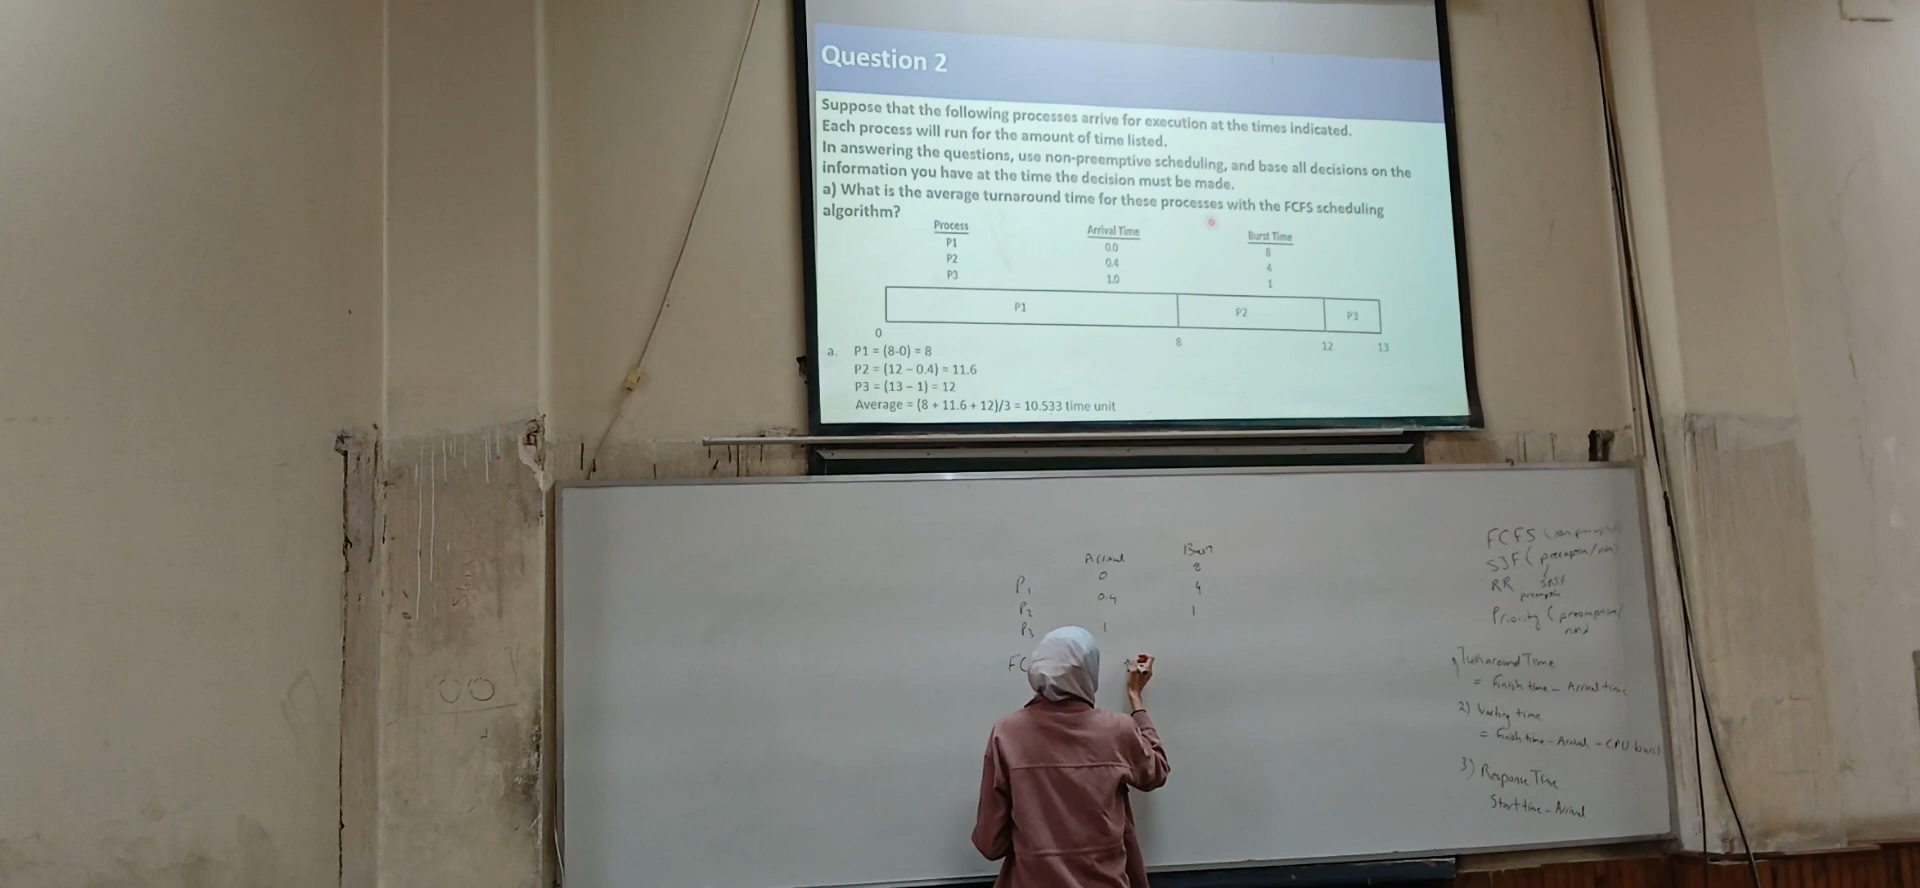 Question 2
Suppose that the following processes arrive for execution at the times indicated.
Each process will run for the amount of time listed.
In answering the questions, use non-preemptive scheduling, and base all decisions on the
information you have at the time the decision must be made.
a) What is the average turnaround time for these processes with the FCFS scheduling
algorithm?
Process Arrival Time Burst Time
P1 0.0 8
P2 0.4 4
P3 1.0 1
P1 P2 P3
0 8 12 13
a. P1 = (8-0) = 8
P2 = (12 – 0.4) = 11.6
P3 = (13 – 1) = 12
Average = (8 + 11.6 + 12)/3 = 10.533 time unit
Arrival Burst
P1 0 8
P2 0.4 4
P3 1 1
FC
FCFS (non
SJF (preemptive/non)
RR SRSF
preemptive
Priority (preemptive/
non)
1) Turnaround Time
= finish time - Arrival time
2) Waiting time
= finish time - Arrival - CPU burst
3) Response Time
Start time - Arrival